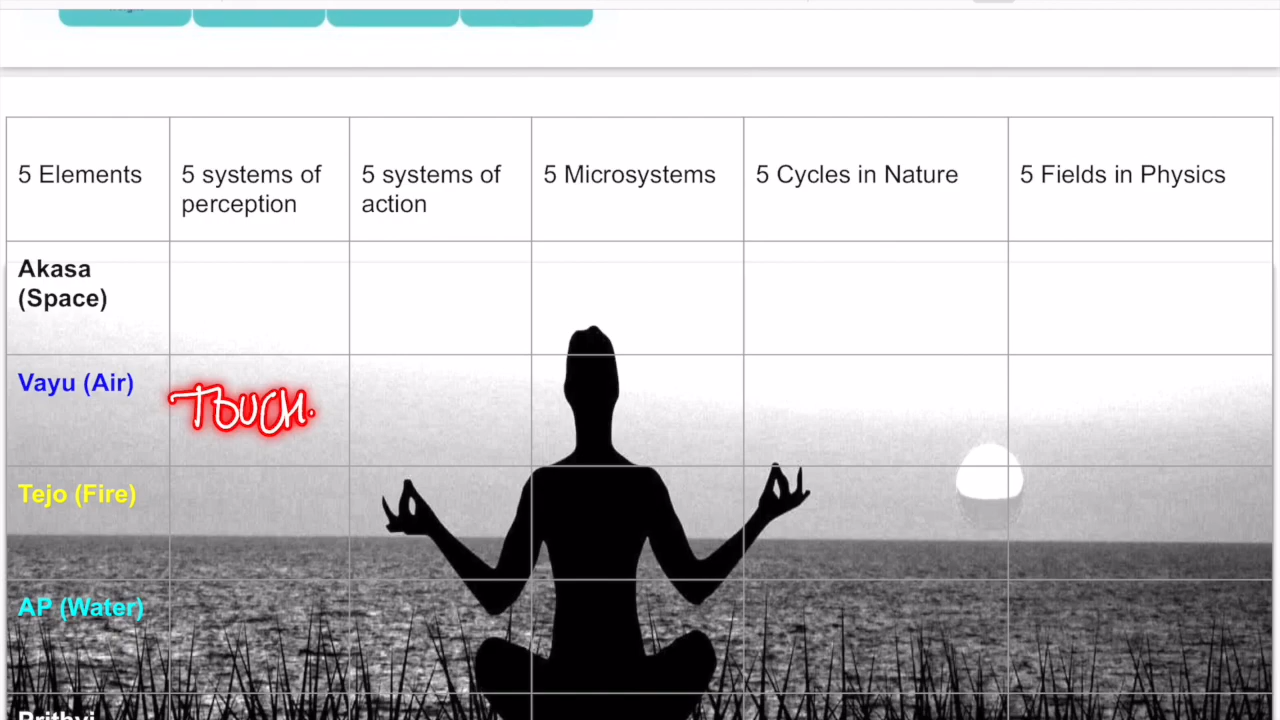 5 Elements
5 systems of
perception
5 systems of
action
5 Microsystems
5 Cycles in Nature
5 Fields in Physics
Akasa
(Space)
Vayu (Air)
TOUCH.
Tejo (Fire)
AP (Water)
Prithvi